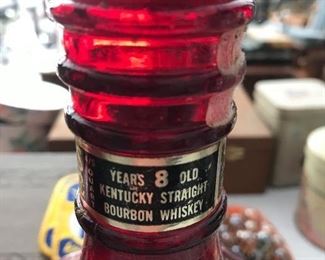 YEARS 8 OLD
KENTUCKY STRAIGHT
BOURBON WHISKEY